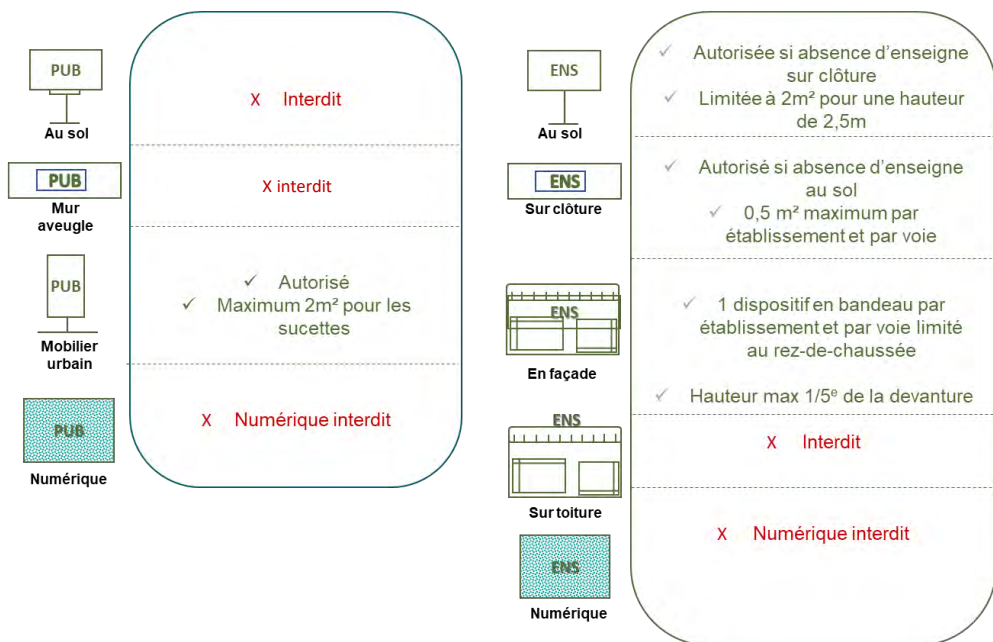 PUB
Au sol
X Interdit
PUB
Mur
aveugle
X interdit
PUB
Mobilier
urbain
✓ Autorisé
✓ Maximum 2m² pour les
sucettes
PUB
Numérique
X Numérique interdit
ENS
Au sol
✓ Autorisée si absence d'enseigne
sur clôture
✓ Limitée à 2m² pour une hauteur
de 2,5m
ENS
Sur clôture
✓ Autorisé si absence d'enseigne
au sol
✓ 0,5 m² maximum par
établissement et par voie
ENS
En façade
✓ 1 dispositif en bandeau par
établissement et par voie limité
au rez-de-chaussée
✓ Hauteur max 1/5e de la devanture
ENS
Sur toiture
X Interdit
ENS
Numérique
X Numérique interdit